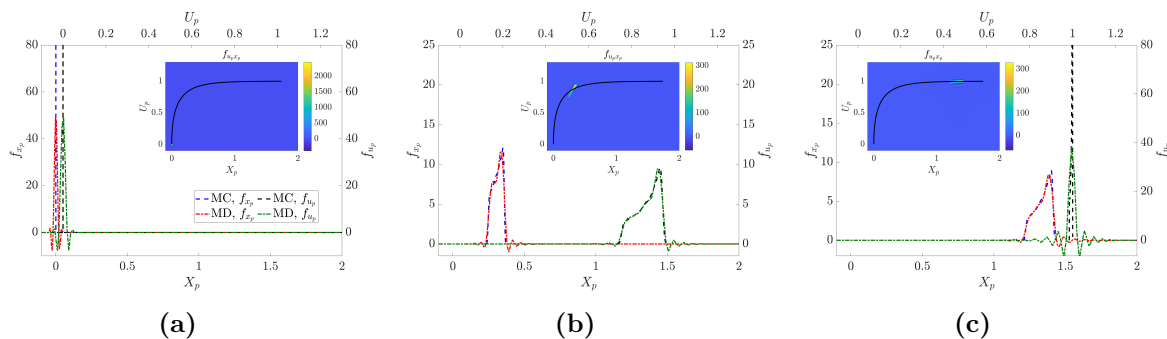 U_p
0 0.2 0.4 0.6 0.8 1 1.2
80 80
f_{u_p x_p}
2000
1500
1000
500
0
1
0.5
0
U_p
0 1 2
X_p
60 60
40 40
20 20
0 0
f_{x_p}
f_{u_p}
MC, f_{x_p} MC, f_{u_p}
MD, f_{x_p} MD, f_{u_p}
0 0.5 1 1.5 2
X_p
(a)
U_p
0 0.2 0.4 0.6 0.8 1 1.2
25 25
f_{u_p x_p}
300
200
100
0
1
0.5
0
U_p
0 1 2
X_p
20 20
15 15
10 10
5 5
0 0
f_{x_p}
f_{u_p}
0 0.5 1 1.5 2
X_p
(b)
U_p
0 0.2 0.4 0.6 0.8 1 1.2
25 80
f_{u_p x_p}
300
200
100
0
1
0.5
0
U_p
0 1 2
X_p
20
15
10
5
0
60
40
20
0
f_{x_p}
f_{u_p}
0 0.5 1 1.5 2
X_p
(c)